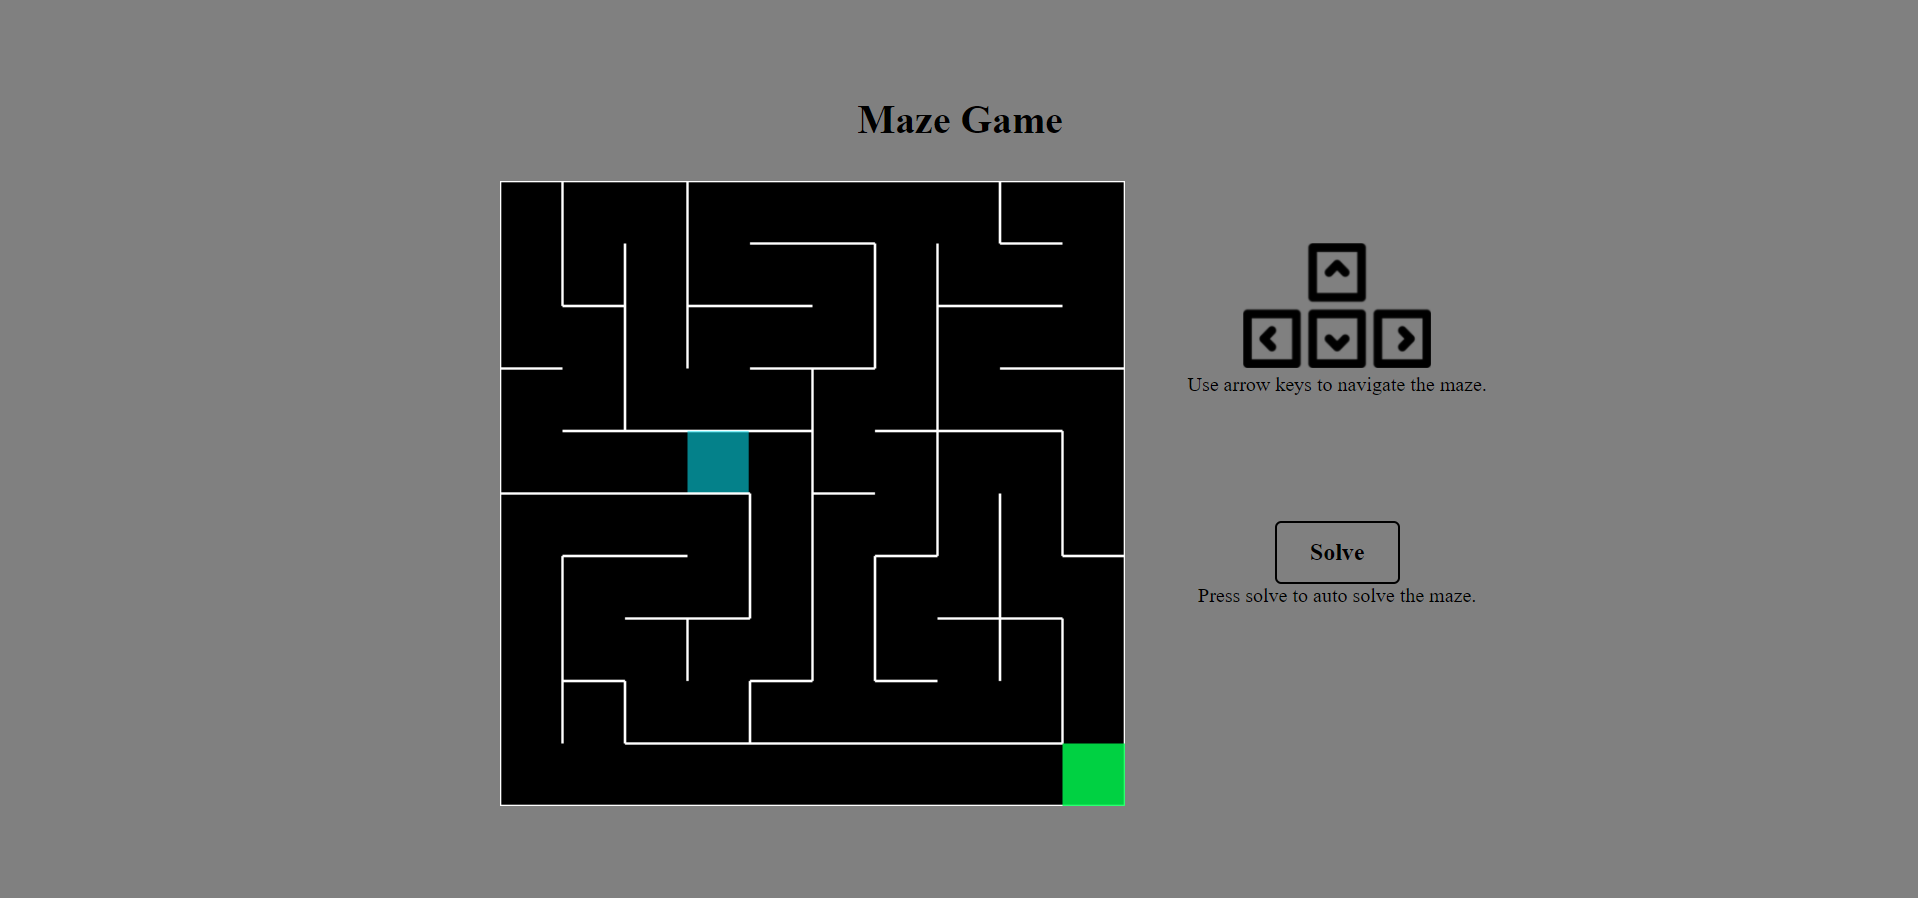 Maze Game
Use arrow keys to navigate the maze.
Solve
Press solve to auto solve the maze.